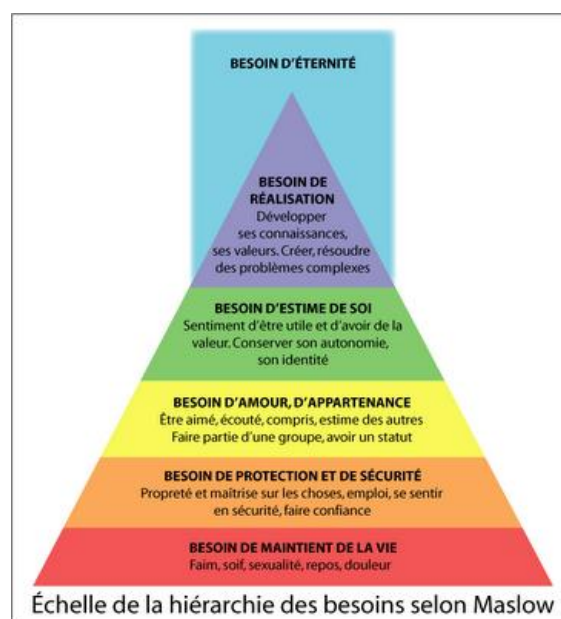 BESOIN D'ÉTERNITÉ
BESOIN DE
RÉALISATION
Développer
ses connaissances,
ses valeurs. Créer, résoudre
des problèmes complexes
BESOIN D'ESTIME DE SOI
Sentiment d'être utile et d'avoir de la
valeur. Conserver son autonomie,
son identité
BESOIN D'AMOUR, D'APPARTENANCE
Être aimé, écouté, compris, estime des autres
Faire partie d'une groupe, avoir un statut
BESOIN DE PROTECTION ET DE SÉCURITÉ
Propreté et maîtrise sur les choses, emploi, se sentir
en sécurité, faire confiance
BESOIN DE MAINTIENT DE LA VIE
Faim, soif, sexualité, repos, douleur
Échelle de la hiérarchie des besoins selon Maslow